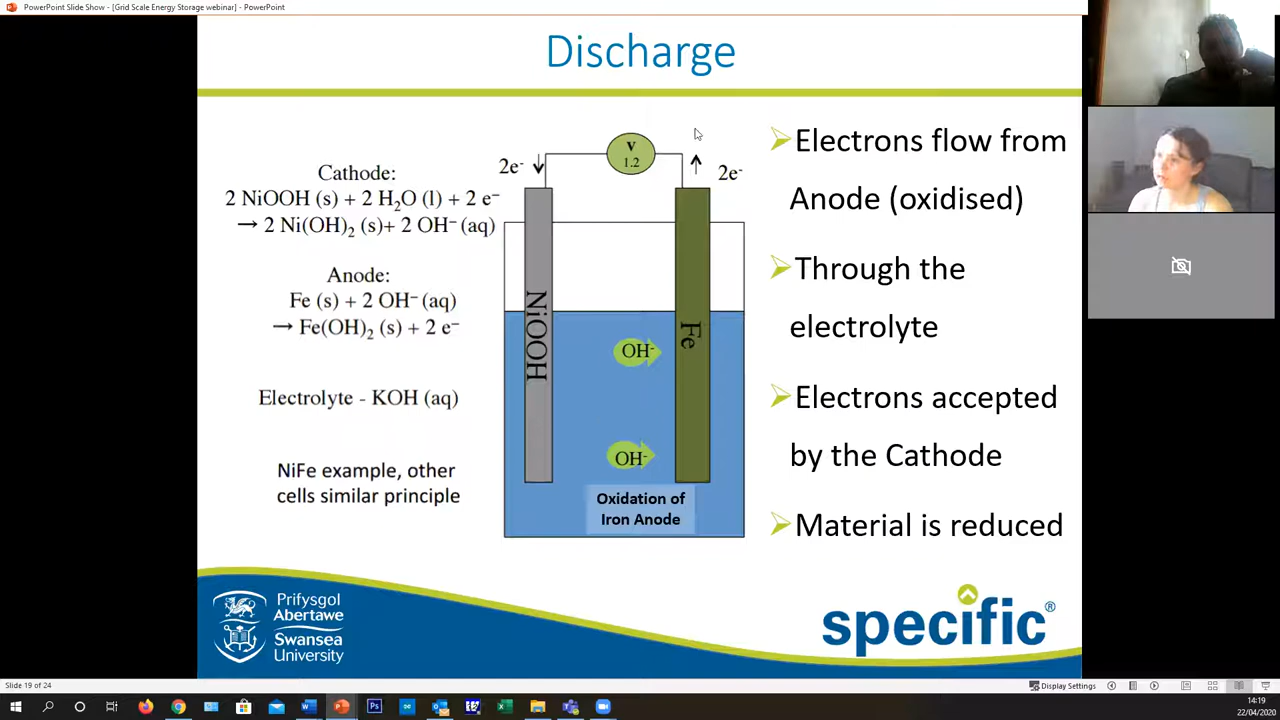 PowerPoint Slide Show - [Grid Scale Energy Storage webinar] - PowerPoint
Discharge
Cathode:
2 NiOOH (s) + 2 H₂O (l) + 2 e⁻
→ 2 Ni(OH)₂ (s)+ 2 OH⁻ (aq)
Anode:
Fe (s) + 2 OH⁻ (aq)
→ Fe(OH)₂ (s) + 2 e⁻
Electrolyte - KOH (aq)
NiFe example, other
cells similar principle
2e⁻
V
1.2
2e⁻
NiOOH
Fe
OH⁻
OH⁻
Oxidation of
Iron Anode
Electrons flow from
Anode (oxidised)
Through the
electrolyte
Electrons accepted
by the Cathode
Material is reduced
Prifysgol
Abertawe
Swansea
University
specific®
Slide 19 of 24
Display Settings
14:19
22/04/2020